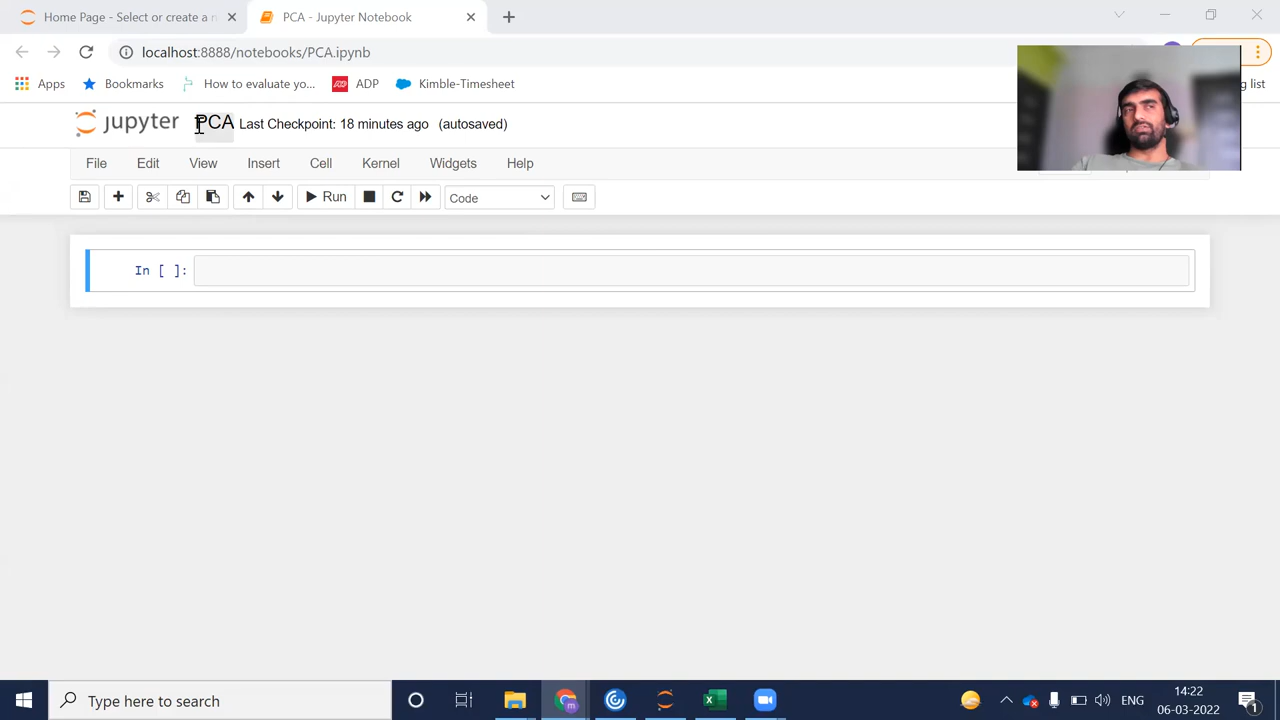 Home Page - Select or create a n
PCA - Jupyter Notebook
localhost:8888/notebooks/PCA.ipynb
Apps Bookmarks How to evaluate yo... ADP Kimble-Timesheet
jupyter PCA Last Checkpoint: 18 minutes ago (autosaved)
File Edit View Insert Cell Kernel Widgets Help
Run Code
In [ ]:
Type here to search
ENG
14:22
06-03-2022
1